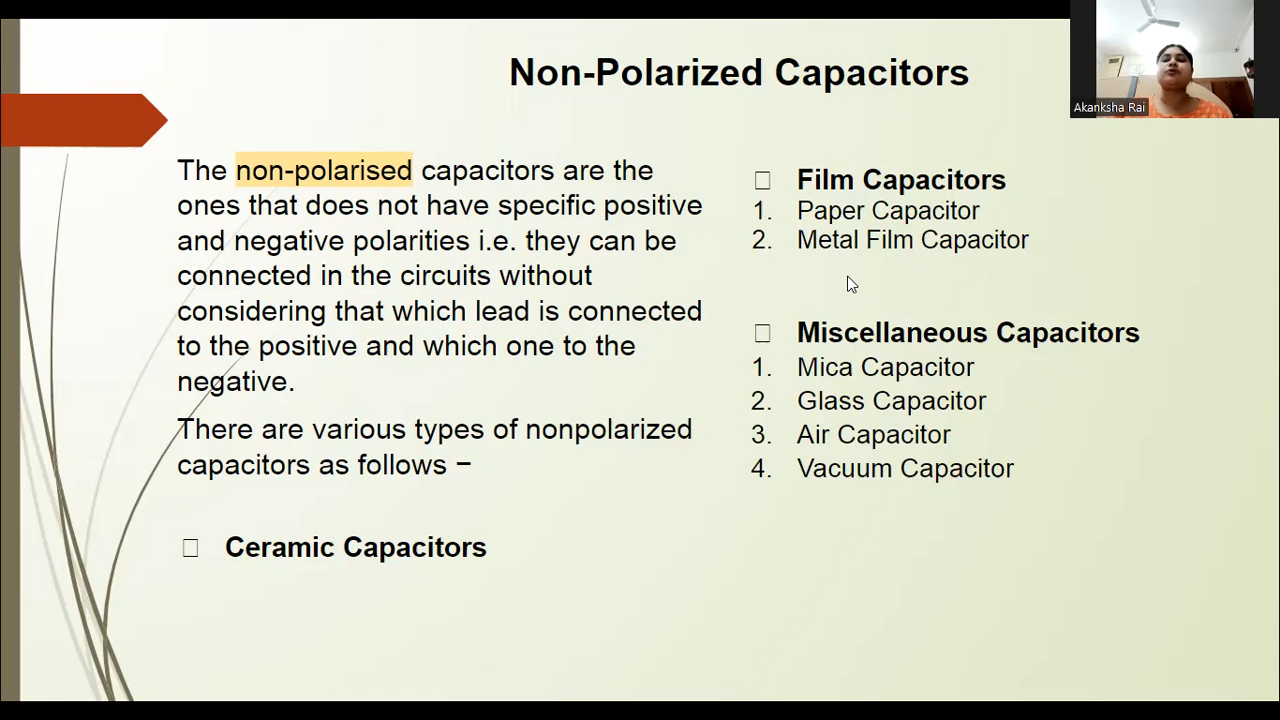 Non-Polarized Capacitors
Akanksha Rai
The non-polarised capacitors are the
ones that does not have specific positive
and negative polarities i.e. they can be
connected in the circuits without
considering that which lead is connected
to the positive and which one to the
negative.
There are various types of nonpolarized
capacitors as follows −
Ceramic Capacitors
Film Capacitors
1. Paper Capacitor
2. Metal Film Capacitor
Miscellaneous Capacitors
1. Mica Capacitor
2. Glass Capacitor
3. Air Capacitor
4. Vacuum Capacitor